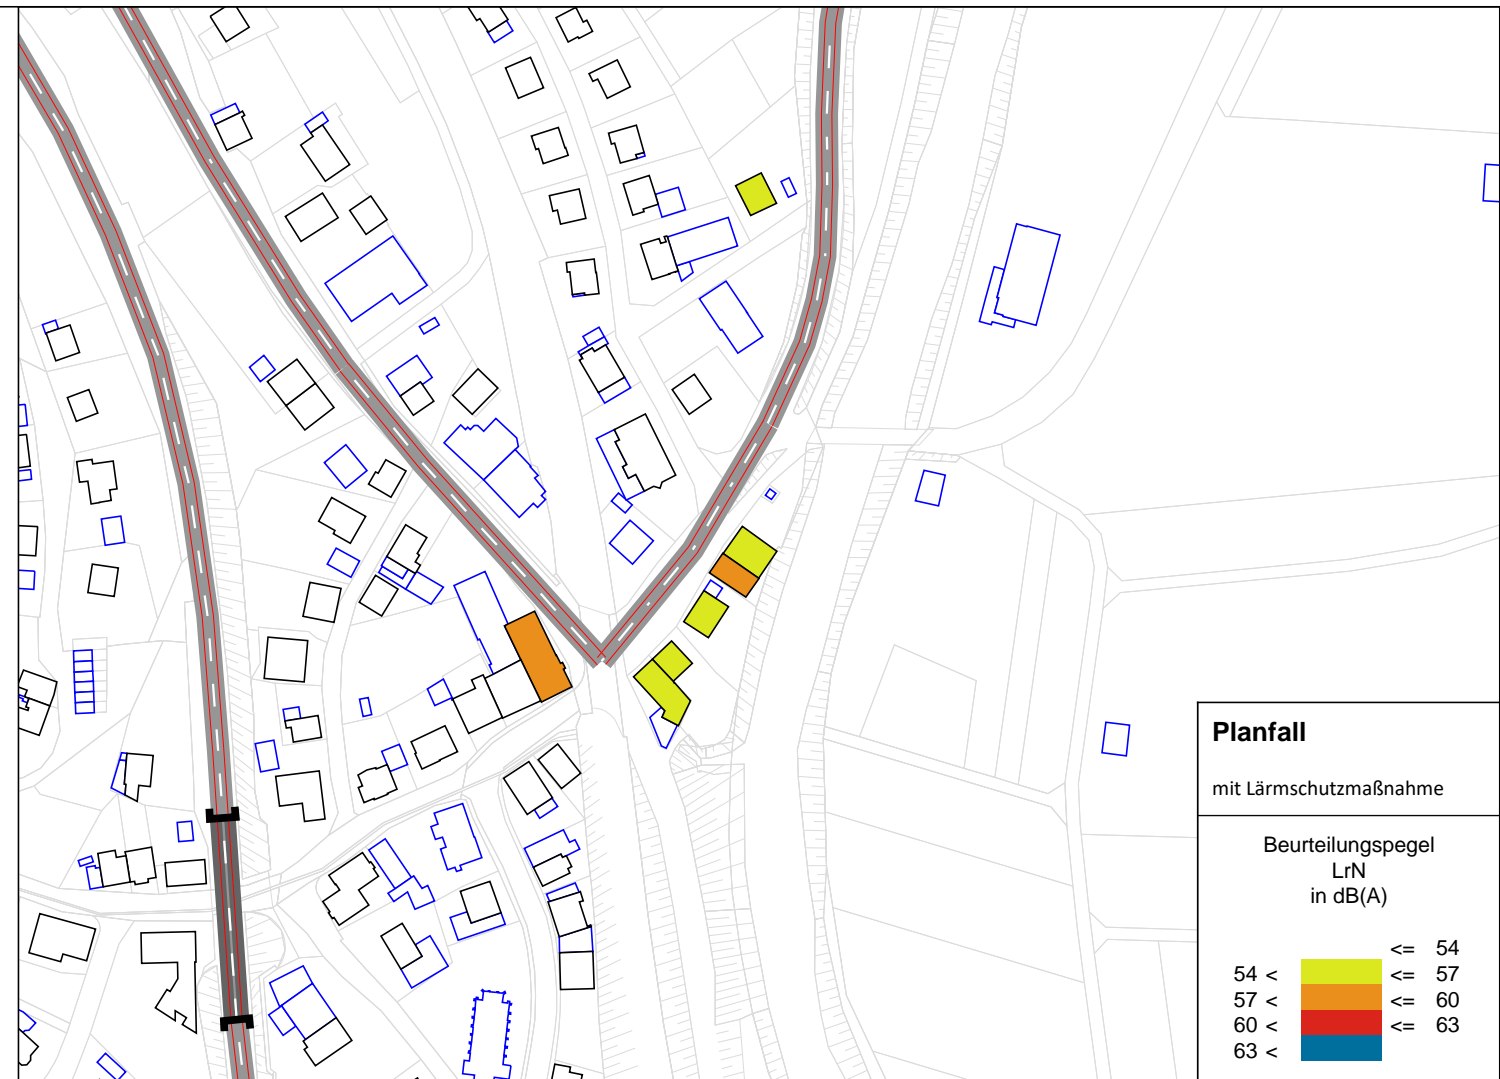 Planfall
mit Lärmschutzmaßnahme
Beurteilungspegel
LrN
in dB(A)
<= 54
54 < <= 57
57 < <= 60
60 < <= 63
63 <